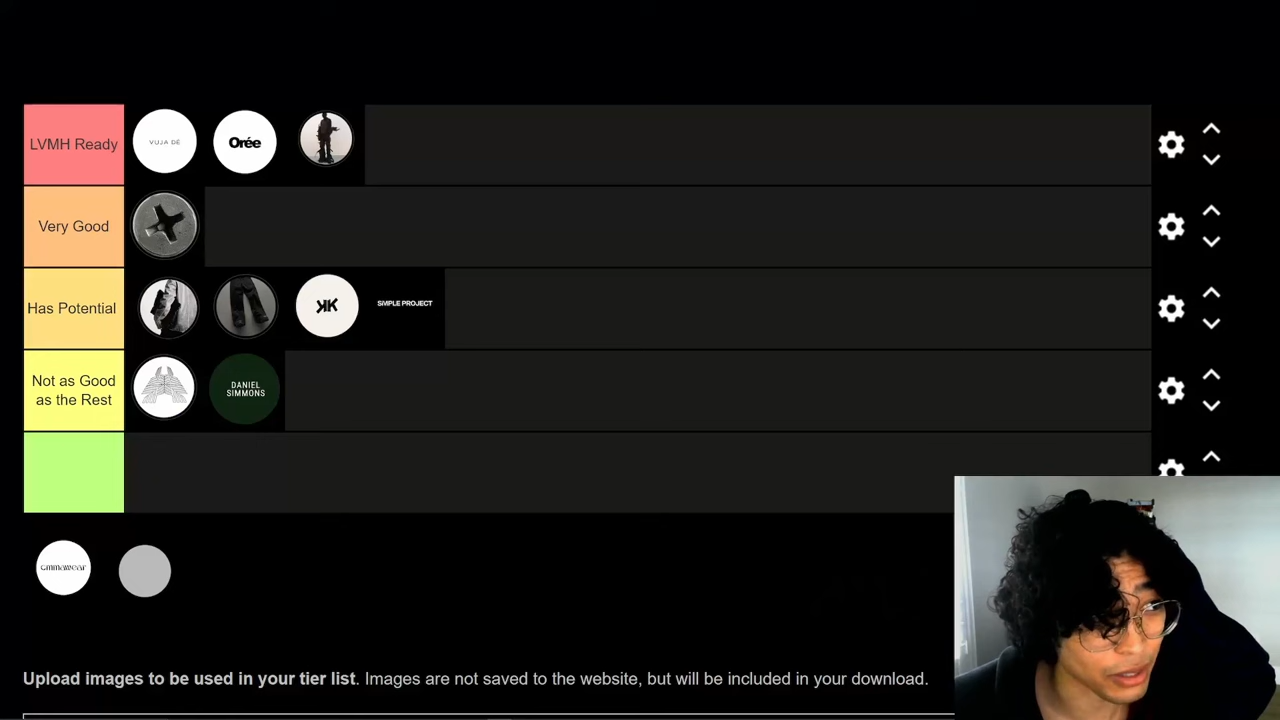 LVMH Ready
VUJA DÉ
Orée
Very Good
Has Potential
KK
SIMPLE PROJECT
Not as Good
as the Rest
DANIEL
SIMMONS
emmawear
Upload images to be used in your tier list. Images are not saved to the website, but will be included in your download.